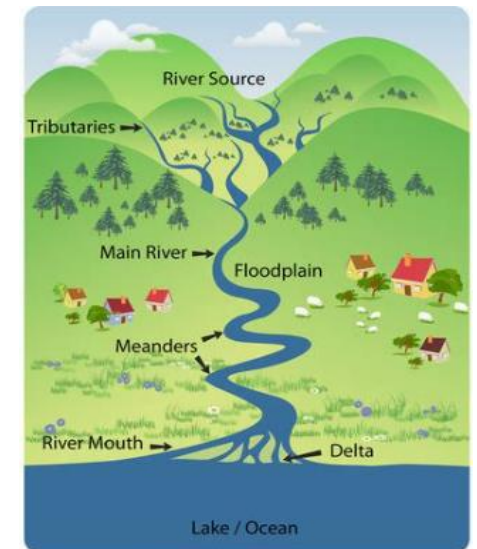 River Source
Tributaries
Main River
Floodplain
Meanders
River Mouth
Delta
Lake / Ocean